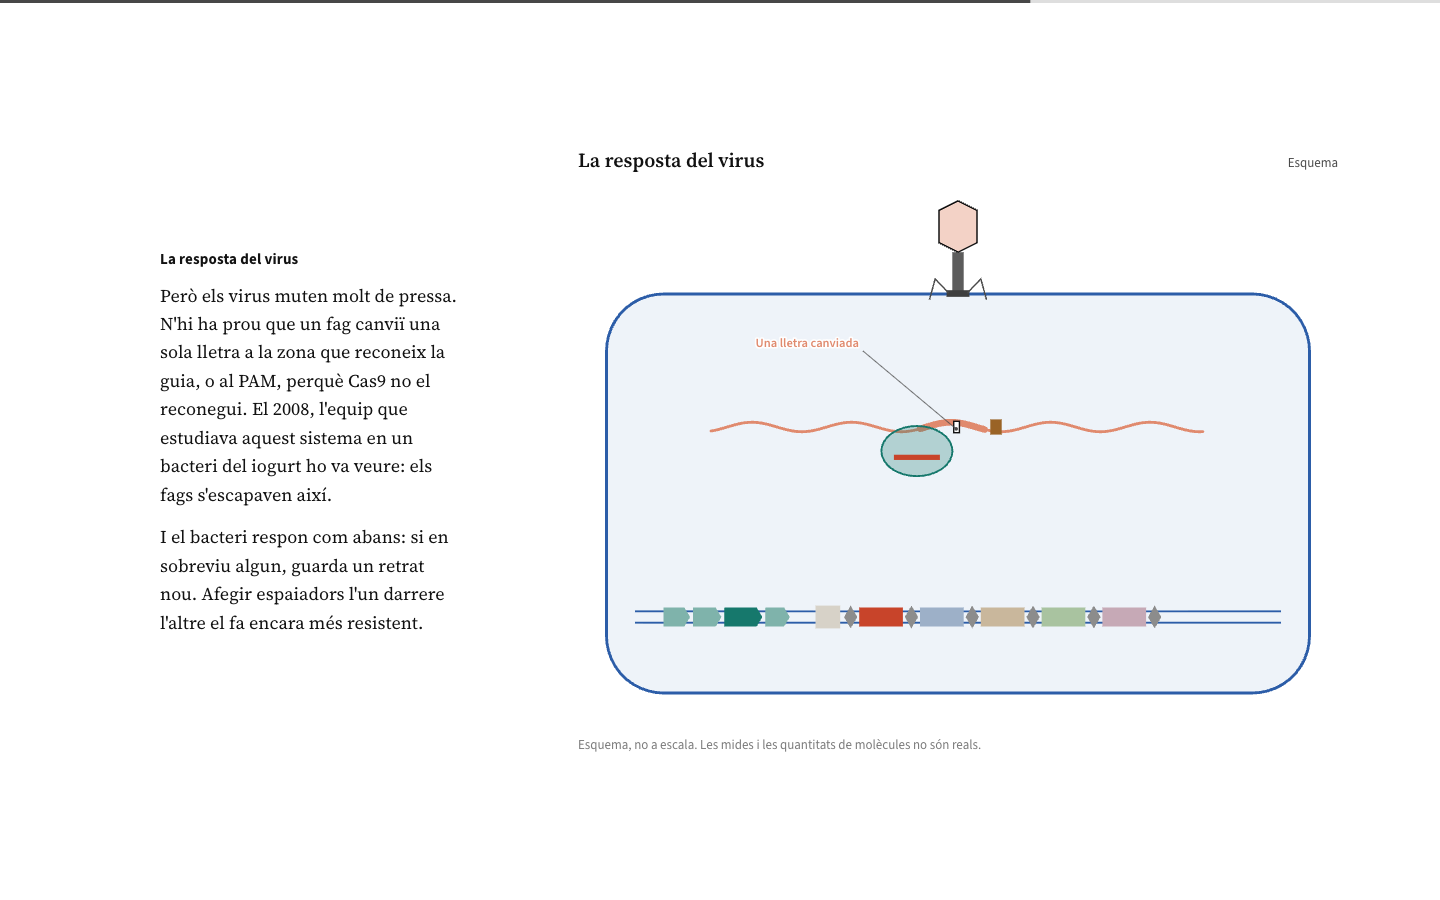 La resposta del virus
Esquema
La resposta del virus
Però els virus muten molt de pressa.
N'hi ha prou que un fag canviï una
sola lletra a la zona que reconeix la
guia, o al PAM, perquè Cas9 no el
reconegui. El 2008, l'equip que
estudiava aquest sistema en un
bacteri del iogurt ho va veure: els
fags s'escapaven així.
I el bacteri respon com abans: si en
sobreviu algun, guarda un retrat
nou. Afegir espaiadors l'un darrere
l'altre el fa encara més resistent.
Una lletra canviada
Esquema, no a escala. Les mides i les quantitats de molècules no són reals.